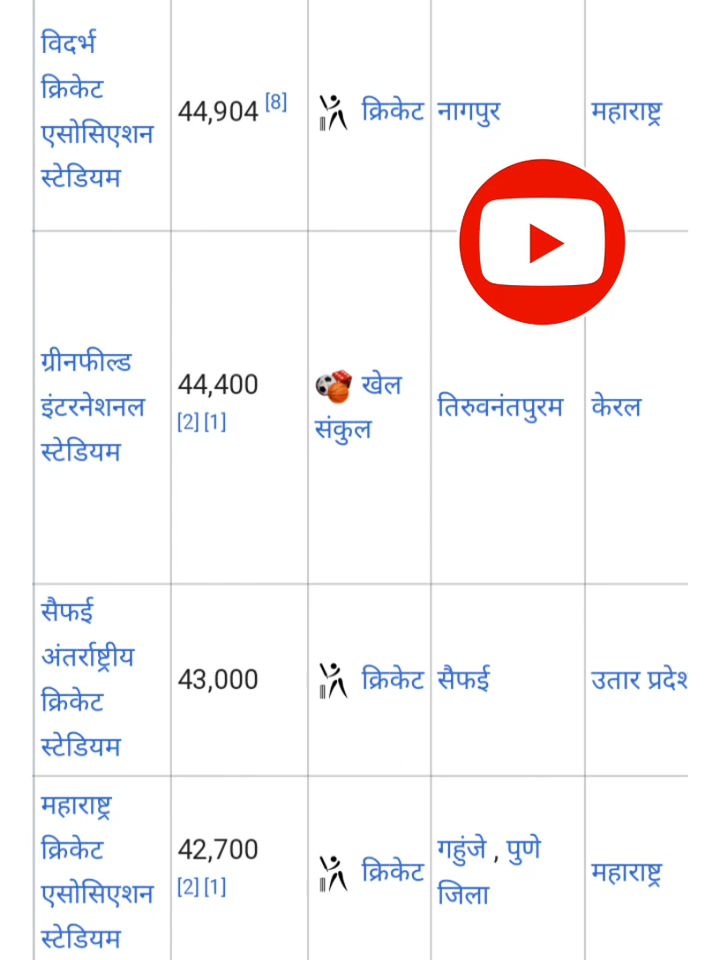 विदर्भ
क्रिकेट
एसोसिएशन
स्टेडियम
44,904 [8]
क्रिकेट
नागपुर
महाराष्ट्र
ग्रीनफील्ड
इंटरनेशनल
स्टेडियम
44,400
[2] [1]
खेल
संकुल
तिरुवनंतपुरम
केरल
सैफई
अंतर्राष्ट्रीय
क्रिकेट
स्टेडियम
43,000
क्रिकेट
सैफई
उतार प्रदेश
महाराष्ट्र
क्रिकेट
एसोसिएशन
स्टेडियम
42,700
[2] [1]
क्रिकेट
गहुंजे , पुणे
जिला
महाराष्ट्र